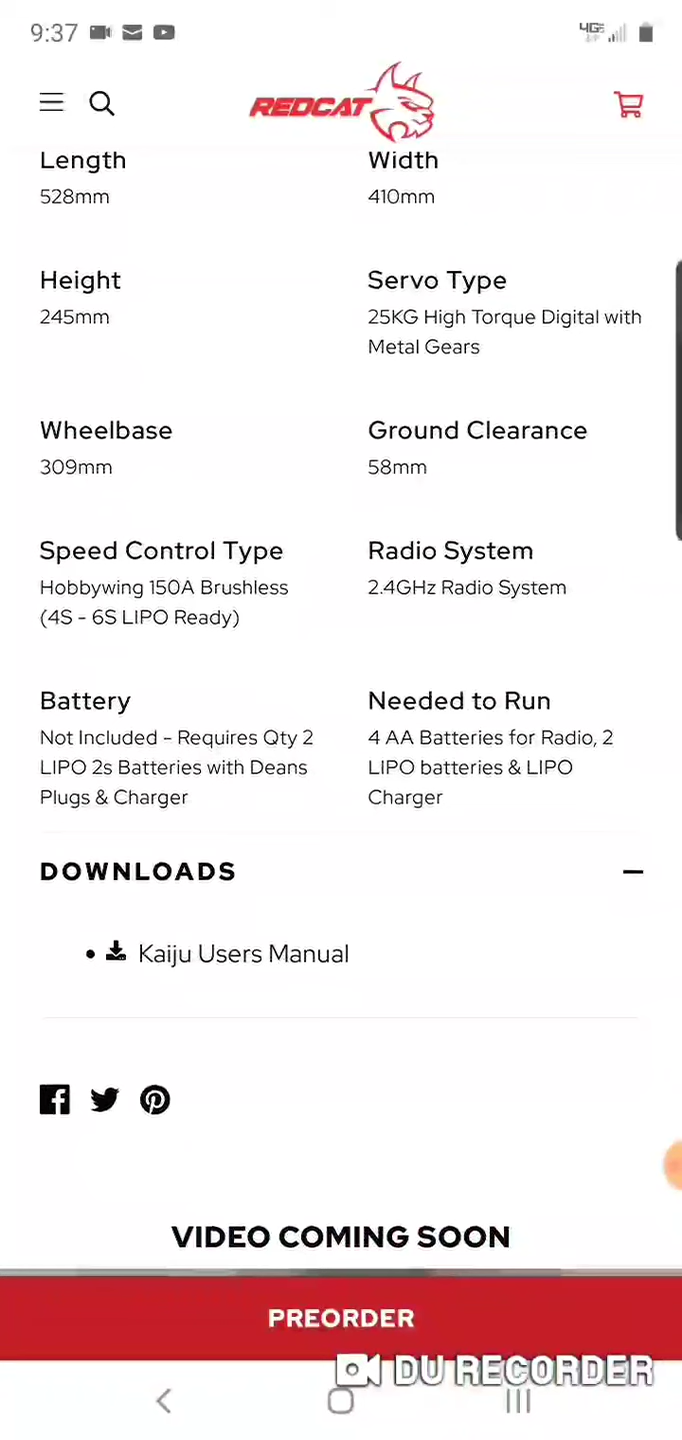 9:37
4GE
REDCAT
Length
Width
528mm
410mm
Height
Servo Type
245mm
25KG High Torque Digital with
Metal Gears
Wheelbase
Ground Clearance
309mm
58mm
Speed Control Type
Radio System
Hobbywing 150A Brushless
(4S - 6S LIPO Ready)
2.4GHz Radio System
Battery
Needed to Run
Not Included - Requires Qty 2
LIPO 2s Batteries with Deans
Plugs & Charger
4 AA Batteries for Radio, 2
LIPO batteries & LIPO
Charger
DOWNLOADS
Kaiju Users Manual
VIDEO COMING SOON
PREORDER
DU RECORDER